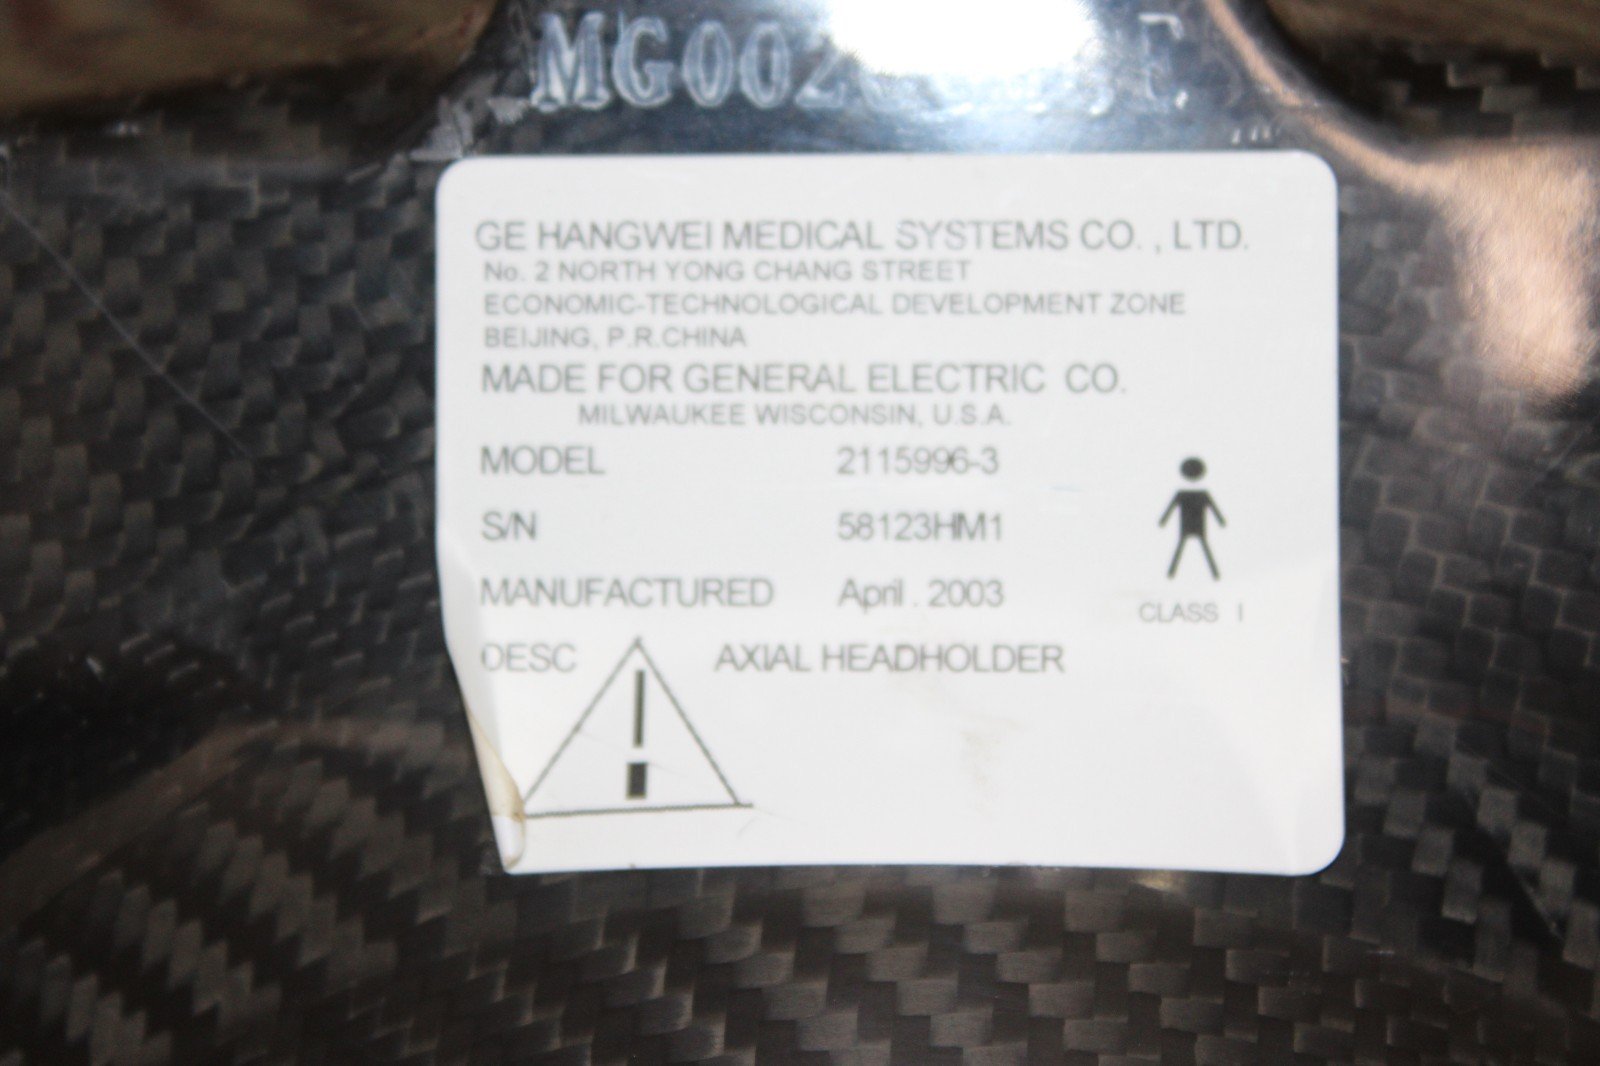 GE HANGWEI MEDICAL SYSTEMS CO. , LTD.
No. 2 NORTH YONG CHANG STREET
ECONOMIC-TECHNOLOGICAL DEVELOPMENT ZONE
BEIJING, P.R.CHINA
MADE FOR GENERAL ELECTRIC CO.
MILWAUKEE WISCONSIN, U.S.A.
MODEL 2115996-3
S/N 58123HM1
MANUFACTURED April . 2003
CLASS I
DESC AXIAL HEADHOLDER